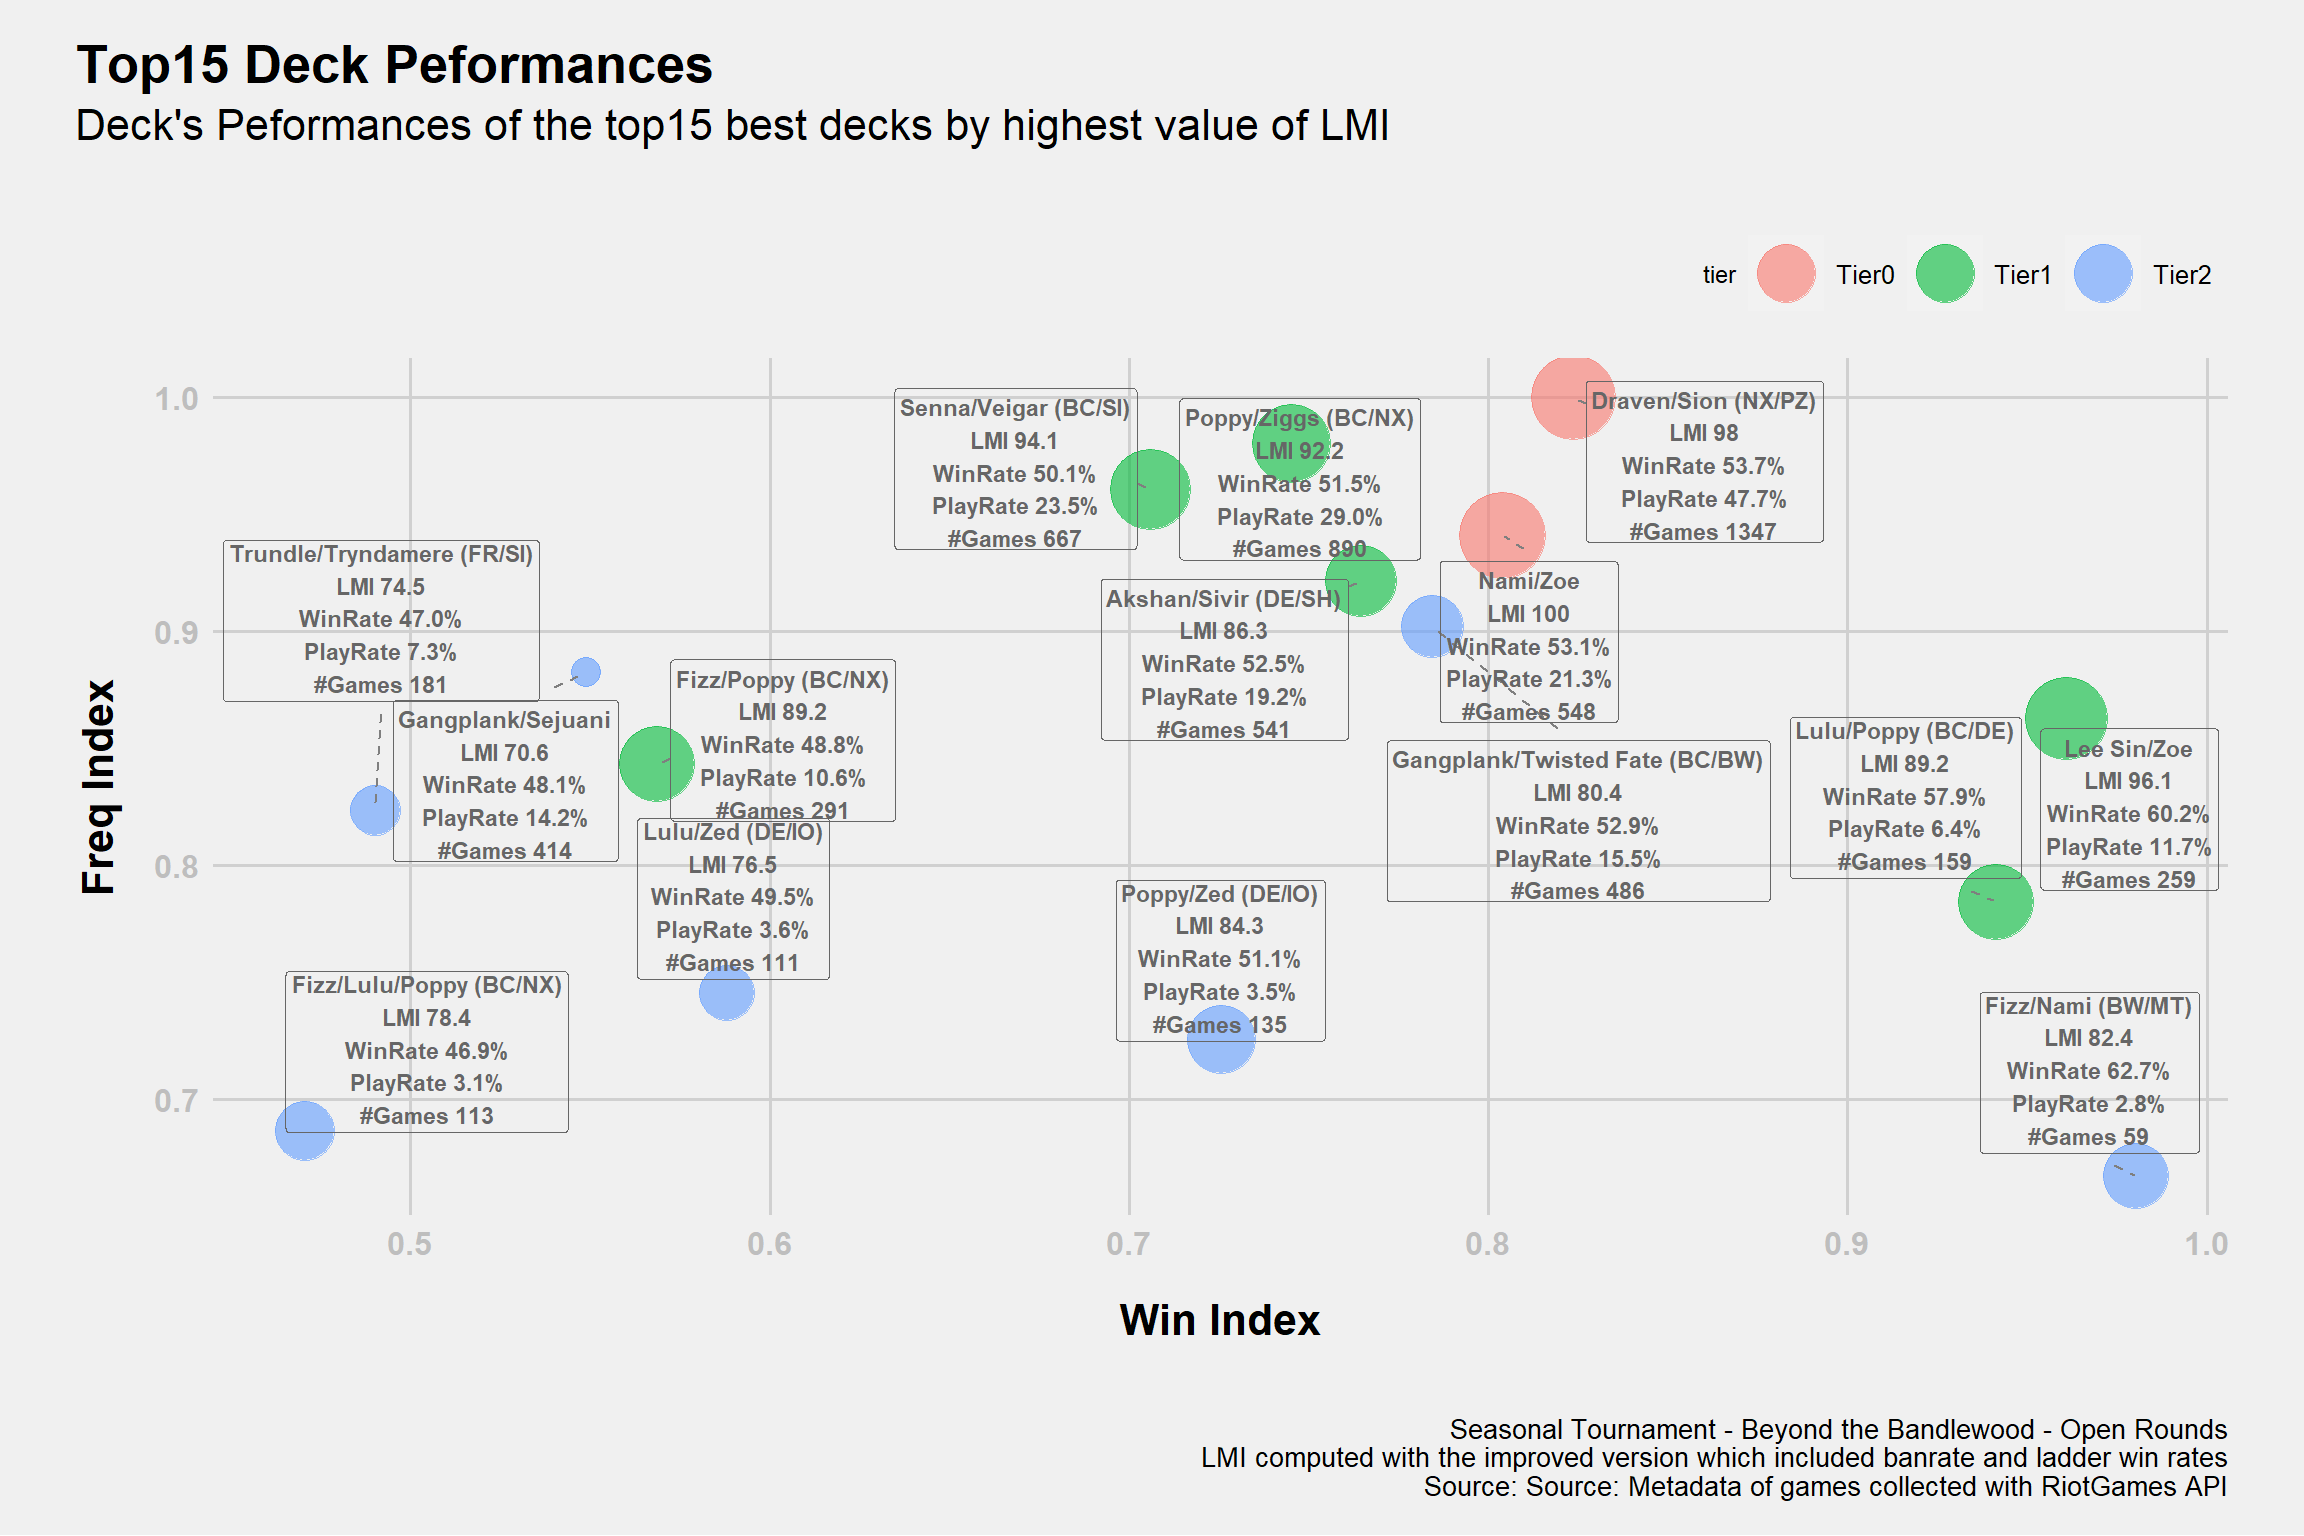 Top15 Deck Peformances
Deck's Peformances of the top15 best decks by highest value of LMI
tier
Tier0
Tier1
Tier2
Freq Index
1.0
0.9
0.8
0.7
Senna/Veigar (BC/SI)
LMI 94.1
WinRate 50.1%
PlayRate 23.5%
#Games 667
Poppy/Ziggs (BC/NX)
LMI 92.2
WinRate 51.5%
PlayRate 29.0%
#Games 890
Draven/Sion (NX/PZ)
LMI 98
WinRate 53.7%
PlayRate 47.7%
#Games 1347
Trundle/Tryndamere (FR/SI)
LMI 74.5
WinRate 47.0%
PlayRate 7.3%
#Games 181
Akshan/Sivir (DE/SH)
LMI 86.3
WinRate 52.5%
PlayRate 19.2%
#Games 541
Nami/Zoe
LMI 100
WinRate 53.1%
PlayRate 21.3%
#Games 548
Fizz/Poppy (BC/NX)
LMI 89.2
WinRate 48.8%
PlayRate 10.6%
#Games 291
Gangplank/Sejuani
LMI 70.6
WinRate 48.1%
PlayRate 14.2%
#Games 414
Gangplank/Twisted Fate (BC/BW)
LMI 80.4
WinRate 52.9%
PlayRate 15.5%
#Games 486
Lulu/Poppy (BC/DE)
LMI 89.2
WinRate 57.9%
PlayRate 6.4%
#Games 159
Lee Sin/Zoe
LMI 96.1
WinRate 60.2%
PlayRate 11.7%
#Games 259
Lulu/Zed (DE/IO)
LMI 76.5
WinRate 49.5%
PlayRate 3.6%
#Games 111
Poppy/Zed (DE/IO)
LMI 84.3
WinRate 51.1%
PlayRate 3.5%
#Games 135
Fizz/Lulu/Poppy (BC/NX)
LMI 78.4
WinRate 46.9%
PlayRate 3.1%
#Games 113
Fizz/Nami (BW/MT)
LMI 82.4
WinRate 62.7%
PlayRate 2.8%
#Games 59
0.5
0.6
0.7
0.8
0.9
1.0
Win Index
Seasonal Tournament - Beyond the Bandlewood - Open Rounds
LMI computed with the improved version which included banrate and ladder win rates
Source: Source: Metadata of games collected with RiotGames API